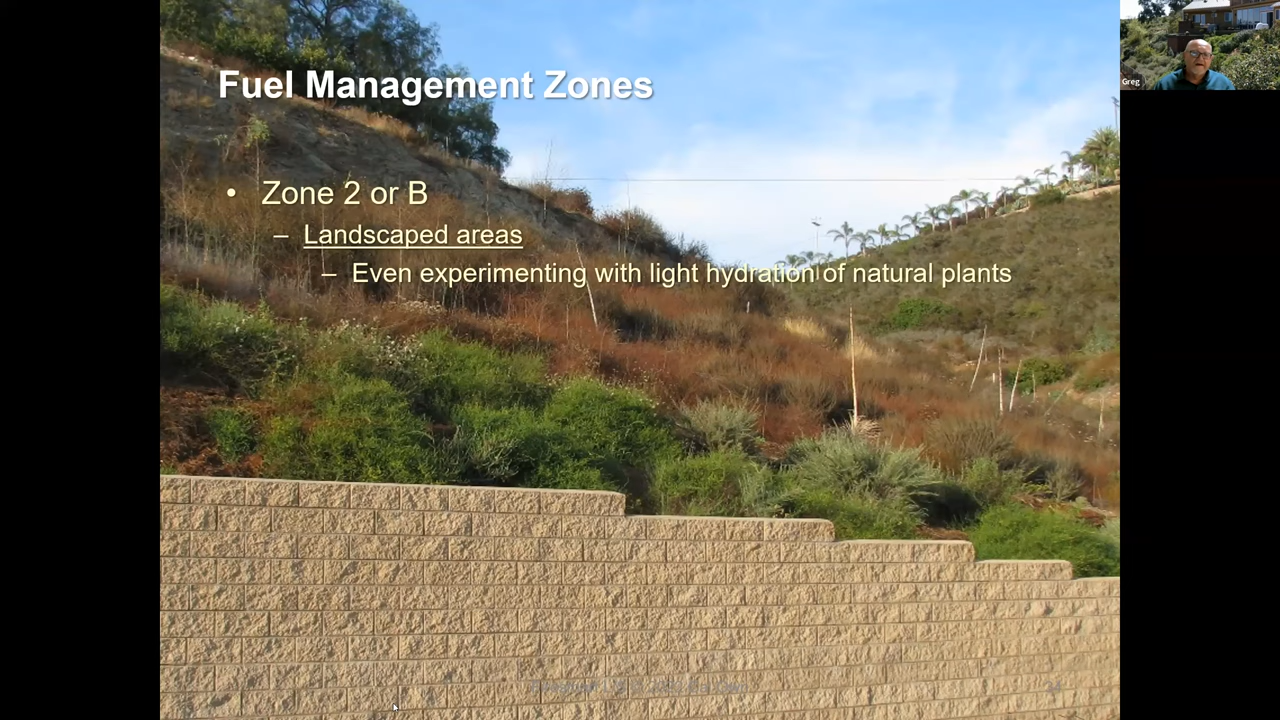 Fuel Management Zones
Greg
• Zone 2 or B
– Landscaped areas
– Even experimenting with light hydration of natural plants